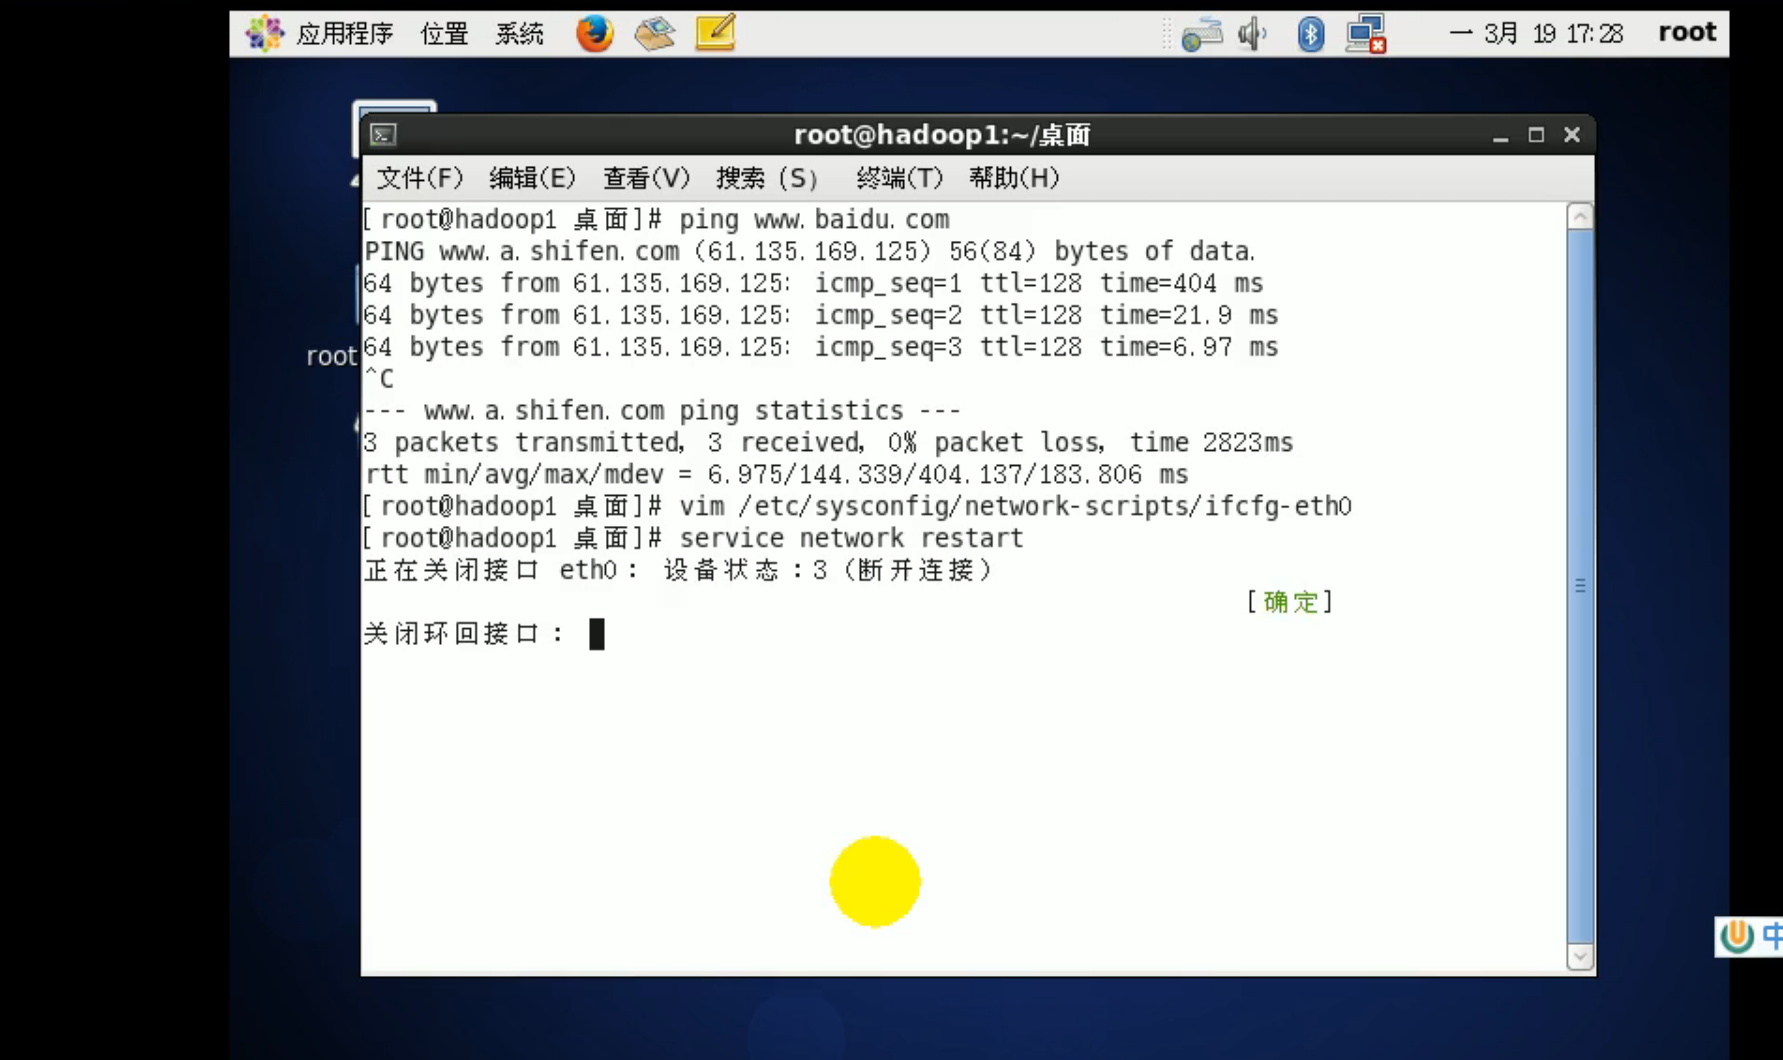 应用程序 位置 系统 一 3月 19 17:28 root
root@hadoop1:~/桌面
文件(F) 编辑(E) 查看(V) 搜索 (S) 终端(T) 帮助(H)
[root@hadoop1 桌面]# ping www.baidu.com
PING www.a.shifen.com (61.135.169.125) 56(84) bytes of data.
64 bytes from 61.135.169.125: icmp_seq=1 ttl=128 time=404 ms
64 bytes from 61.135.169.125: icmp_seq=2 ttl=128 time=21.9 ms
64 bytes from 61.135.169.125: icmp_seq=3 ttl=128 time=6.97 ms
^C
--- www.a.shifen.com ping statistics ---
3 packets transmitted, 3 received, 0% packet loss, time 2823ms
rtt min/avg/max/mdev = 6.975/144.339/404.137/183.806 ms
[root@hadoop1 桌面]# vim /etc/sysconfig/network-scripts/ifcfg-eth0
[root@hadoop1 桌面]# service network restart
正在关闭接口 eth0： 设备状态：3 (断开连接)
[确定]
关闭环回接口：
root
中